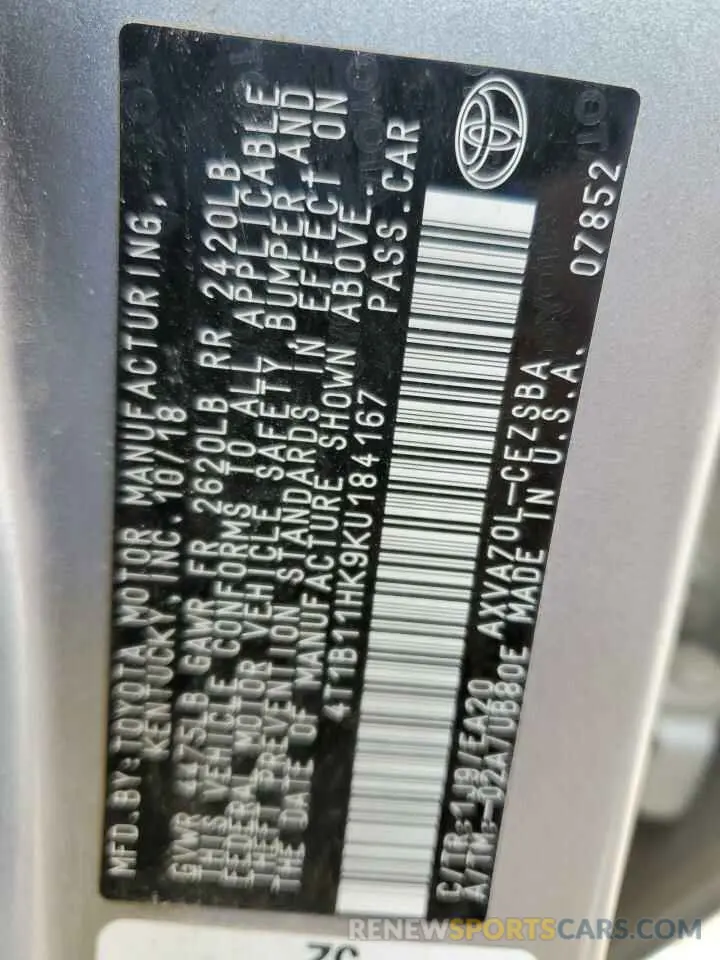 MFD.BY: TOYOTA MOTOR MANUFACTURING,
KENTUCKY, INC. 10/18
GVWR 4475LB GAWR FR 2620LB RR 2420LB
THIS VEHICLE CONFORMS TO ALL APPLICABLE
FEDERAL MOTOR VEHICLE SAFETY, BUMPER, AND
THEFT PREVENTION STANDARDS IN EFFECT ON
THE DATE OF MANUFACTURE SHOWN ABOVE.
4T1B11HK9KU184167 PASS CAR
C/TR: 1J9/EA20 AXVA70L-CEZSBA
A/TM: -02A/UB80E MADE IN U.S.A.
07852
RENEWSPORTSCARS.COM